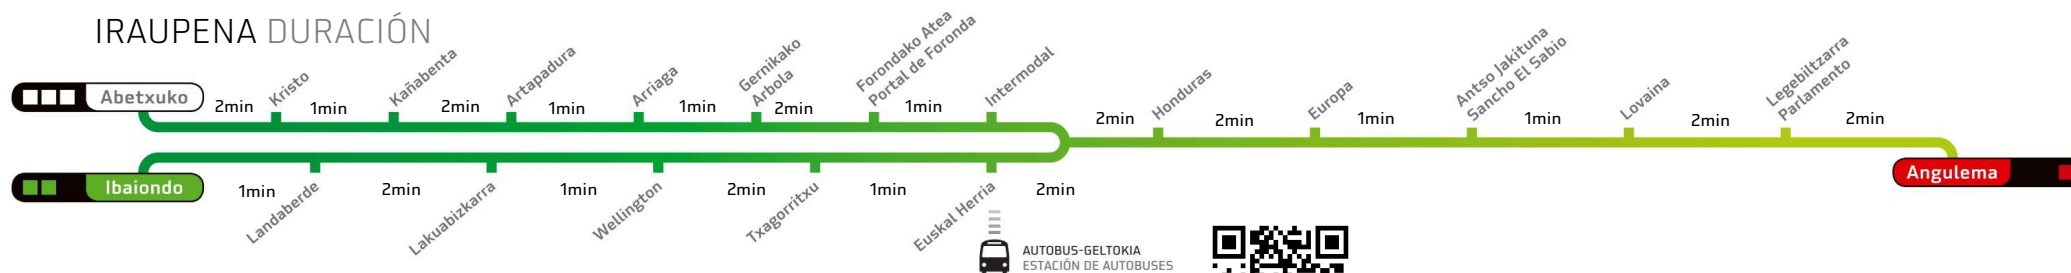 IRAUPENA DURACIÓN
Abetxuko
2min
Kristo
1min
Kañabenta
2min
Artapadura
1min
Arriaga
1min
Gernikako
Arbola
2min
Forondako Atea
Portal de Foronda
1min
Intermodal
2min
Honduras
2min
Europa
1min
Antso Jakituna
Sancho El Sabio
1min
Lovaina
2min
Legebiltzarra
Parlamento
2min
Angulema
Ibaiondo
1min
Landaberde
2min
Lakuabizkarra
1min
Wellington
2min
Txagorritxu
1min
Euskal Herria
2min
AUTOBUS-GELTOKIA
ESTACIÓN DE AUTOBUSES